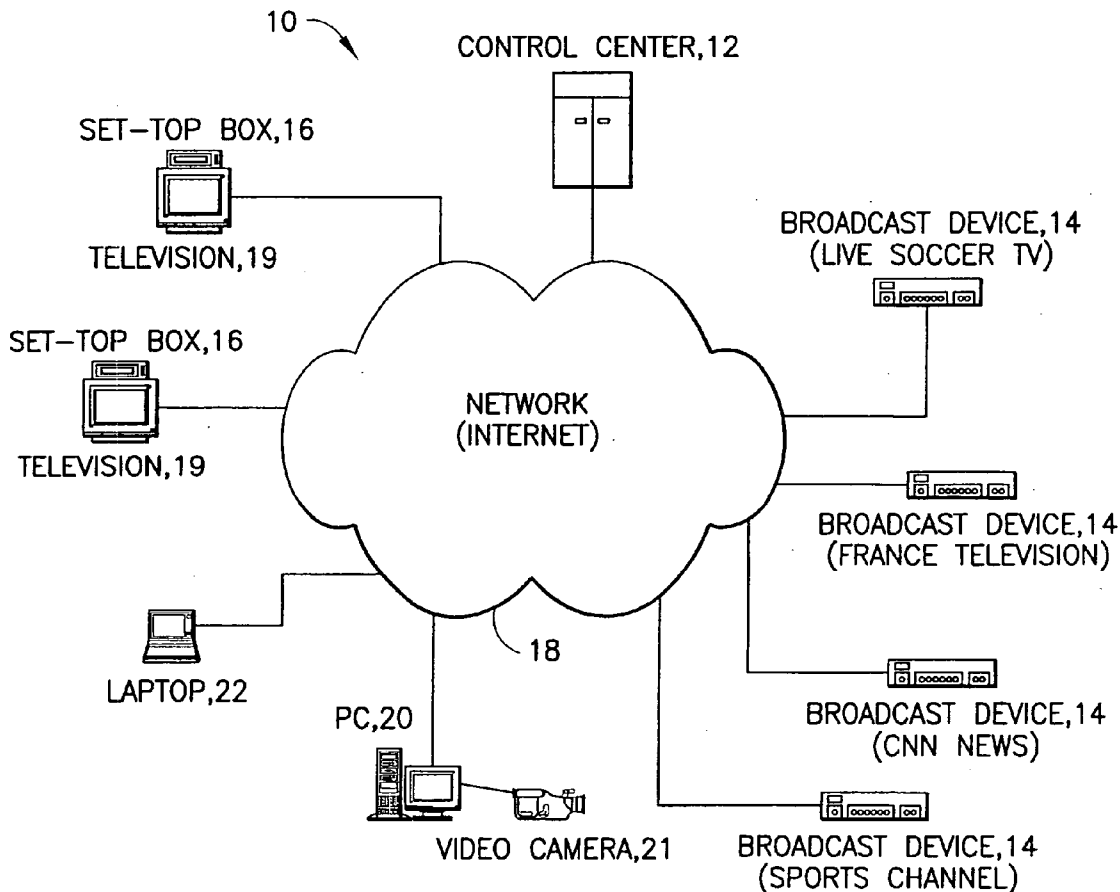 10
CONTROL CENTER,12
SET-TOP BOX,16
TELEVISION,19
BROADCAST DEVICE,14
(LIVE SOCCER TV)
SET-TOP BOX,16
TELEVISION,19
NETWORK
(INTERNET)
BROADCAST DEVICE,14
(FRANCE TELEVISION)
18
LAPTOP,22
BROADCAST DEVICE,14
(CNN NEWS)
PC,20
VIDEO CAMERA,21
BROADCAST DEVICE,14
(SPORTS CHANNEL)